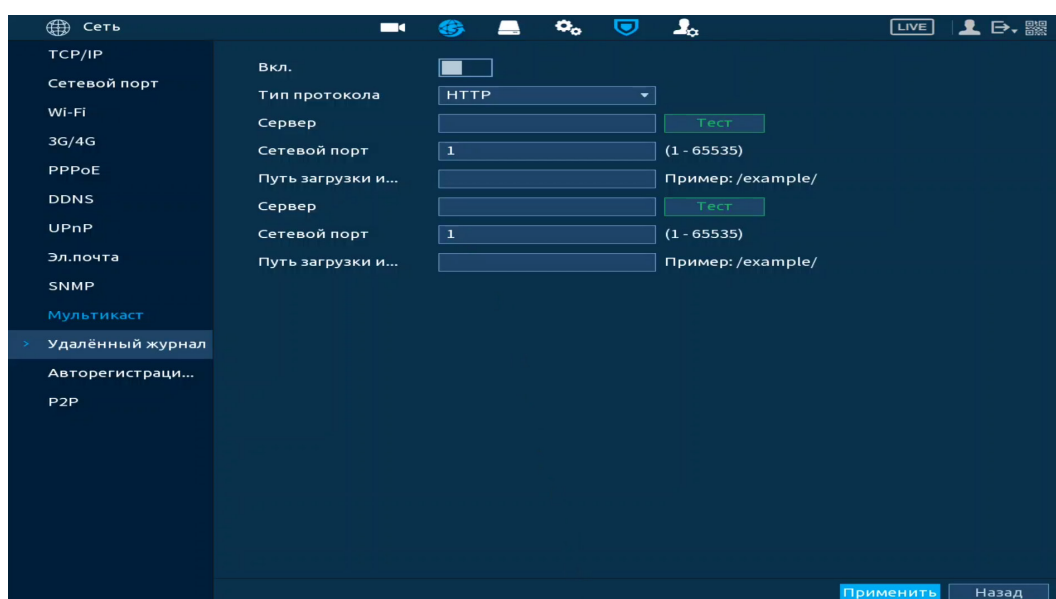 Сеть
LIVE
TCP/IP
Сетевой порт
Wi-Fi
3G/4G
PPPoE
DDNS
UPnP
Эл.почта
SNMP
Мультикаст
> Удалённый журнал
Авторегистраци...
P2P
Вкл.
Тип протокола HTTP
Сервер Тест
Сетевой порт 1 (1 - 65535)
Путь загрузки и... Пример: /example/
Сервер Тест
Сетевой порт 1 (1 - 65535)
Путь загрузки и... Пример: /example/
Применить Назад